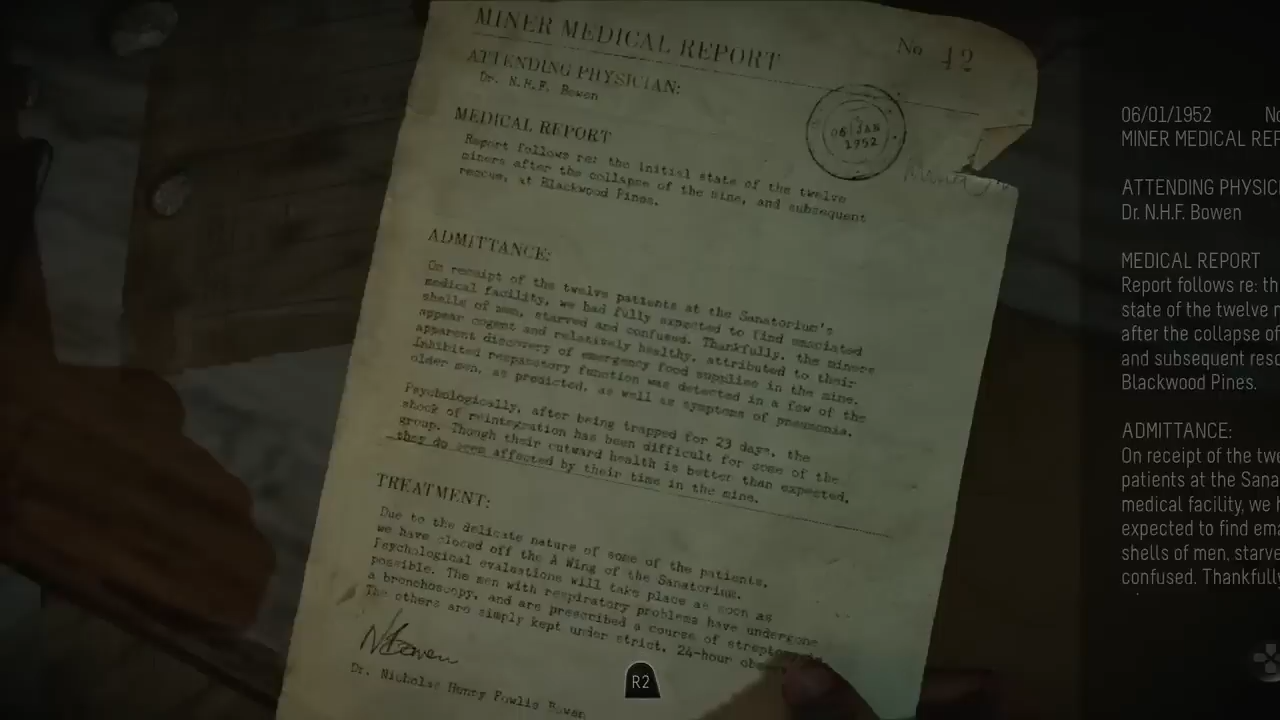 MINER MEDICAL REPORT
No 42
ATTENDING PHYSICIAN:
Dr. N.H.F. Bowen
06 JAN
1952
MEDICAL REPORT
Report follows re: the initial state of the twelve
miners after the collapse of the mine, and subsequent
rescue, at Blackwood Pines.
ADMITTANCE:
On receipt of the twelve patients at the Sanatorium's
medical facility, we had fully expected to find emaciated
shells of men, starved and confused. Thankfully, the miners
appear cogent and relatively healthy, attributed to their
apparent discovery of emergency food supplies in the mine.
Inhibited respiratory function was detected in a few of the
older men, as predicted, as well as symptoms of pneumonia.
Psychologically, after being trapped for 23 days, the
shock of reintegration has been difficult for some of the
group. Though their outward health is better than expected,
they do seem affected by their time in the mine.
TREATMENT:
Due to the delicate nature of some of the patients,
we have closed off the A Wing of the Sanatorium.
Psychological evaluations will take place as soon as
possible. The men with respiratory problems have undergone
a bronchoscopy, and are prescribed a course of
The others are simply kept under strict, 24-hour
NBowen
Dr. Nicholas Henry Fowlis Bowen
R2
06/01/1952 No
MINER MEDICAL REP
ATTENDING PHYSICI
Dr. N.H.F. Bowen
MEDICAL REPORT
Report follows re: th
state of the twelve m
after the collapse of
and subsequent resc
Blackwood Pines.
ADMITTANCE:
On receipt of the twe
patients at the Sana
medical facility, we h
expected to find ema
shells of men, starve
confused. Thankfully